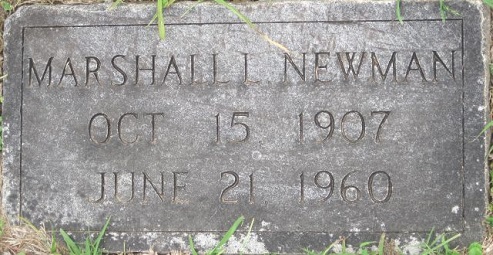 MARSHALL L. NEWMAN
OCT 15 1907
JUNE 21 1960